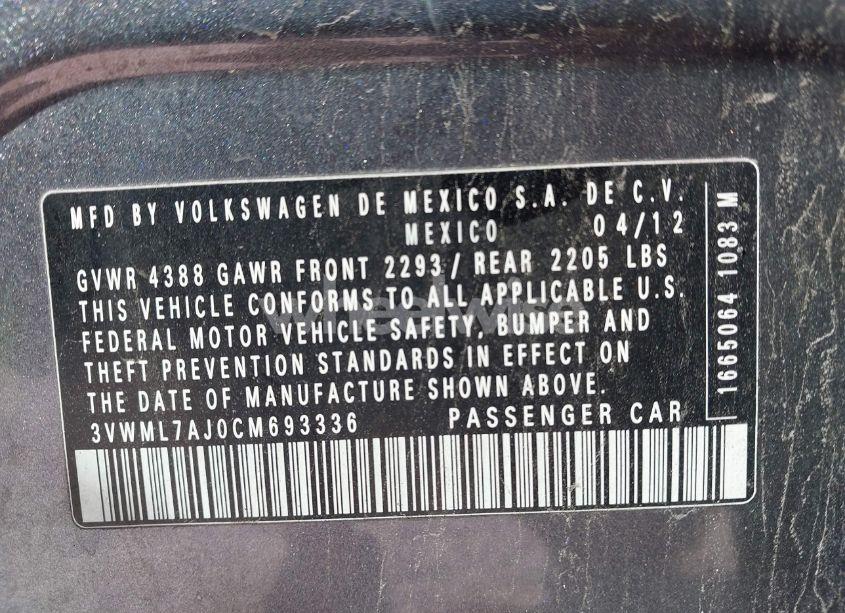 MFD BY VOLKSWAGEN DE MEXICO S.A. DE C.V.
MEXICO 04/12
GVWR 4388 GAWR FRONT 2293/ REAR 2205 LBS
THIS VEHICLE CONFORMS TO ALL APPLICABLE U.S.
FEDERAL MOTOR VEHICLE SAFETY, BUMPER AND
THEFT PREVENTION STANDARDS IN EFFECT ON
THE DATE OF MANUFACTURE SHOWN ABOVE.
3VWML7AJ0CM693336 PASSENGER CAR
1665064 1083 M